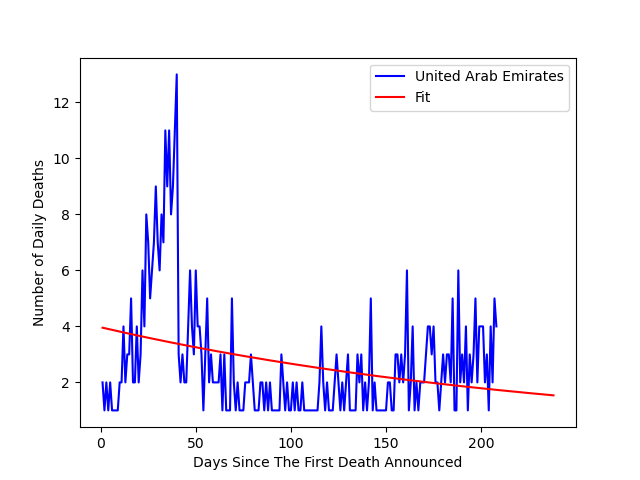 United Arab Emirates
Fit
12
10
8
6
4
2
Number of Daily Deaths
0 50 100 150 200
Days Since The First Death Announced